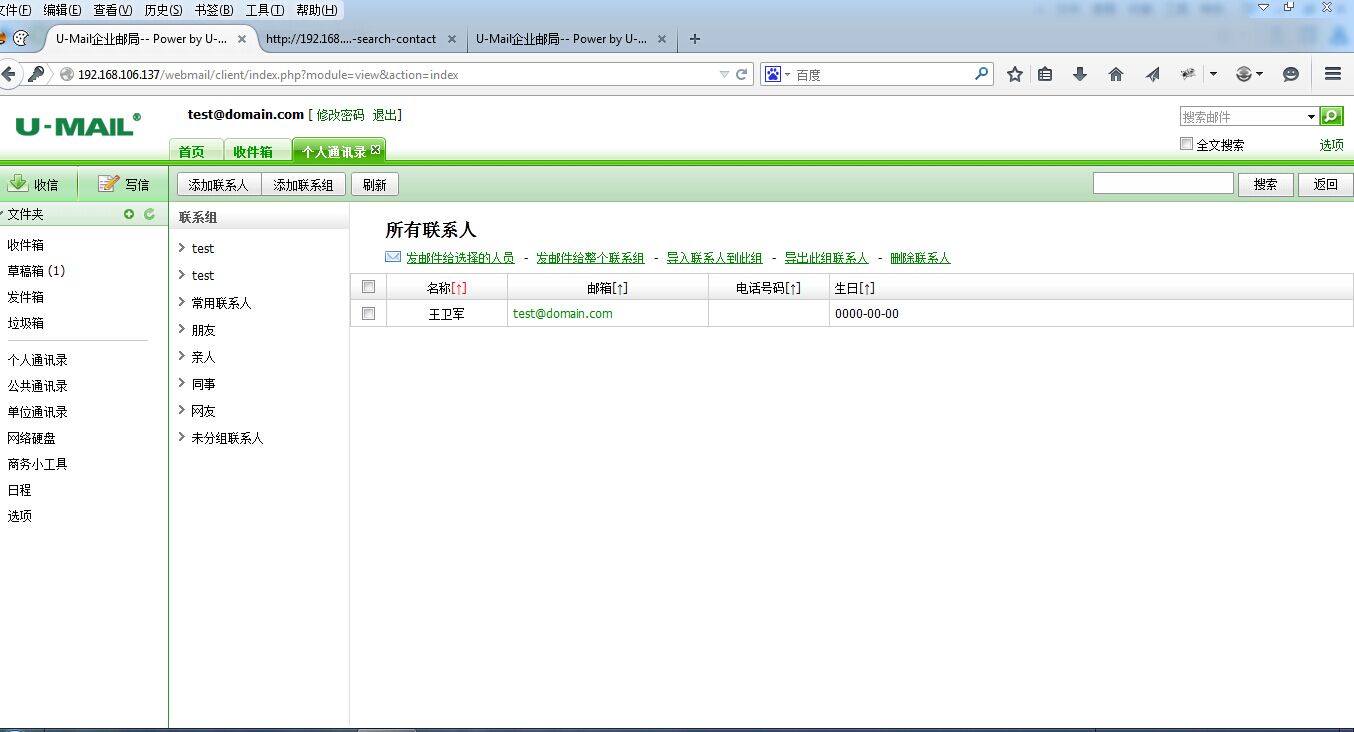 文件(F) 编辑(E) 查看(V) 历史(S) 书签(B) 工具(T) 帮助(H)
U-Mail企业邮局-- Power by U-... http://192.168....-search-contact U-Mail企业邮局-- Power by U-...
192.168.106.137/webmail/client/index.php?module=view&action=index 百度
U-MAIL® test@domain.com [ 修改密码 退出] 搜索邮件
首页 收件箱 个人通讯录 全文搜索 选项
收信 写信 添加联系人 添加联系组 刷新 搜索 返回
文件夹
收件箱
草稿箱 (1)
发件箱
垃圾箱
个人通讯录
公共通讯录
单位通讯录
网络硬盘
商务小工具
日程
选项
联系组
test
test
常用联系人
朋友
亲人
同事
网友
未分组联系人
所有联系人
发邮件给选择的人员 - 发邮件给整个联系组 - 导入联系人到此组 - 导出此组联系人 - 删除联系人
名称[↑] 邮箱[↑] 电话号码[↑] 生日[↑]
王卫军 test@domain.com 0000-00-00